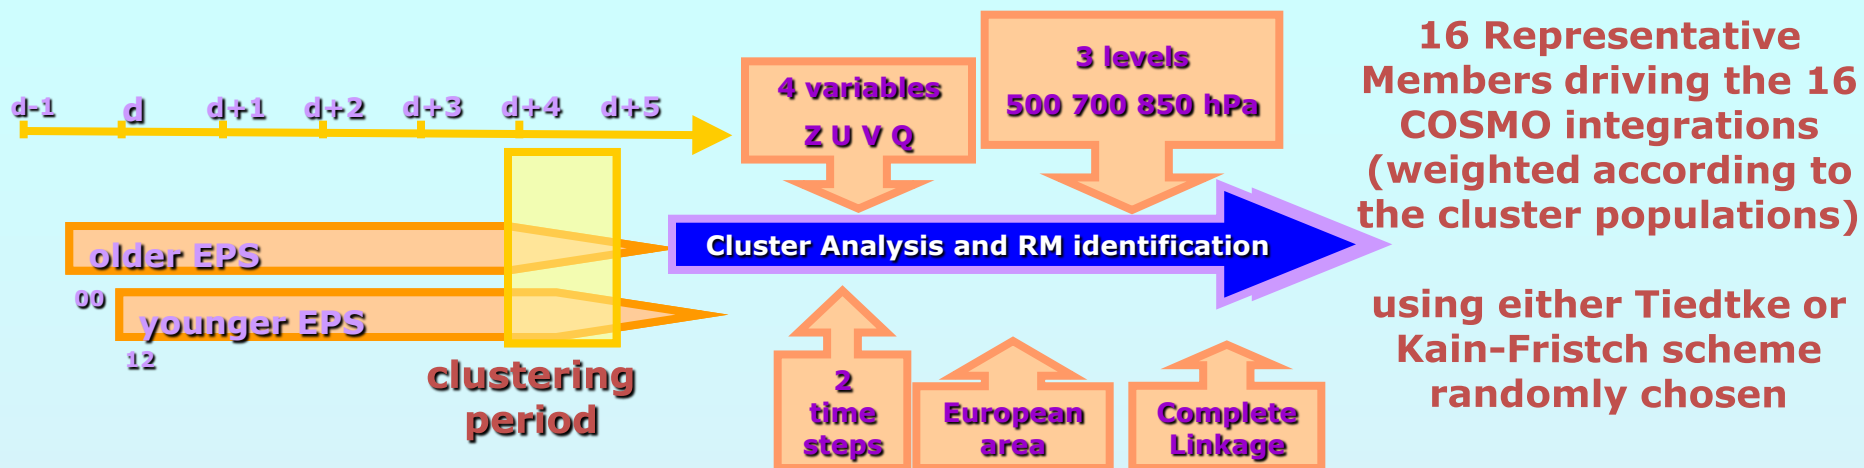 d-1 d d+1 d+2 d+3 d+4 d+5
older EPS
00
younger EPS
12
clustering
period
4 variables
Z U V Q
3 levels
500 700 850 hPa
Cluster Analysis and RM identification
2
time
steps
European
area
Complete
Linkage
16 Representative
Members driving the 16
COSMO integrations
(weighted according to
the cluster populations)
using either Tiedtke or
Kain-Fristch scheme
randomly chosen